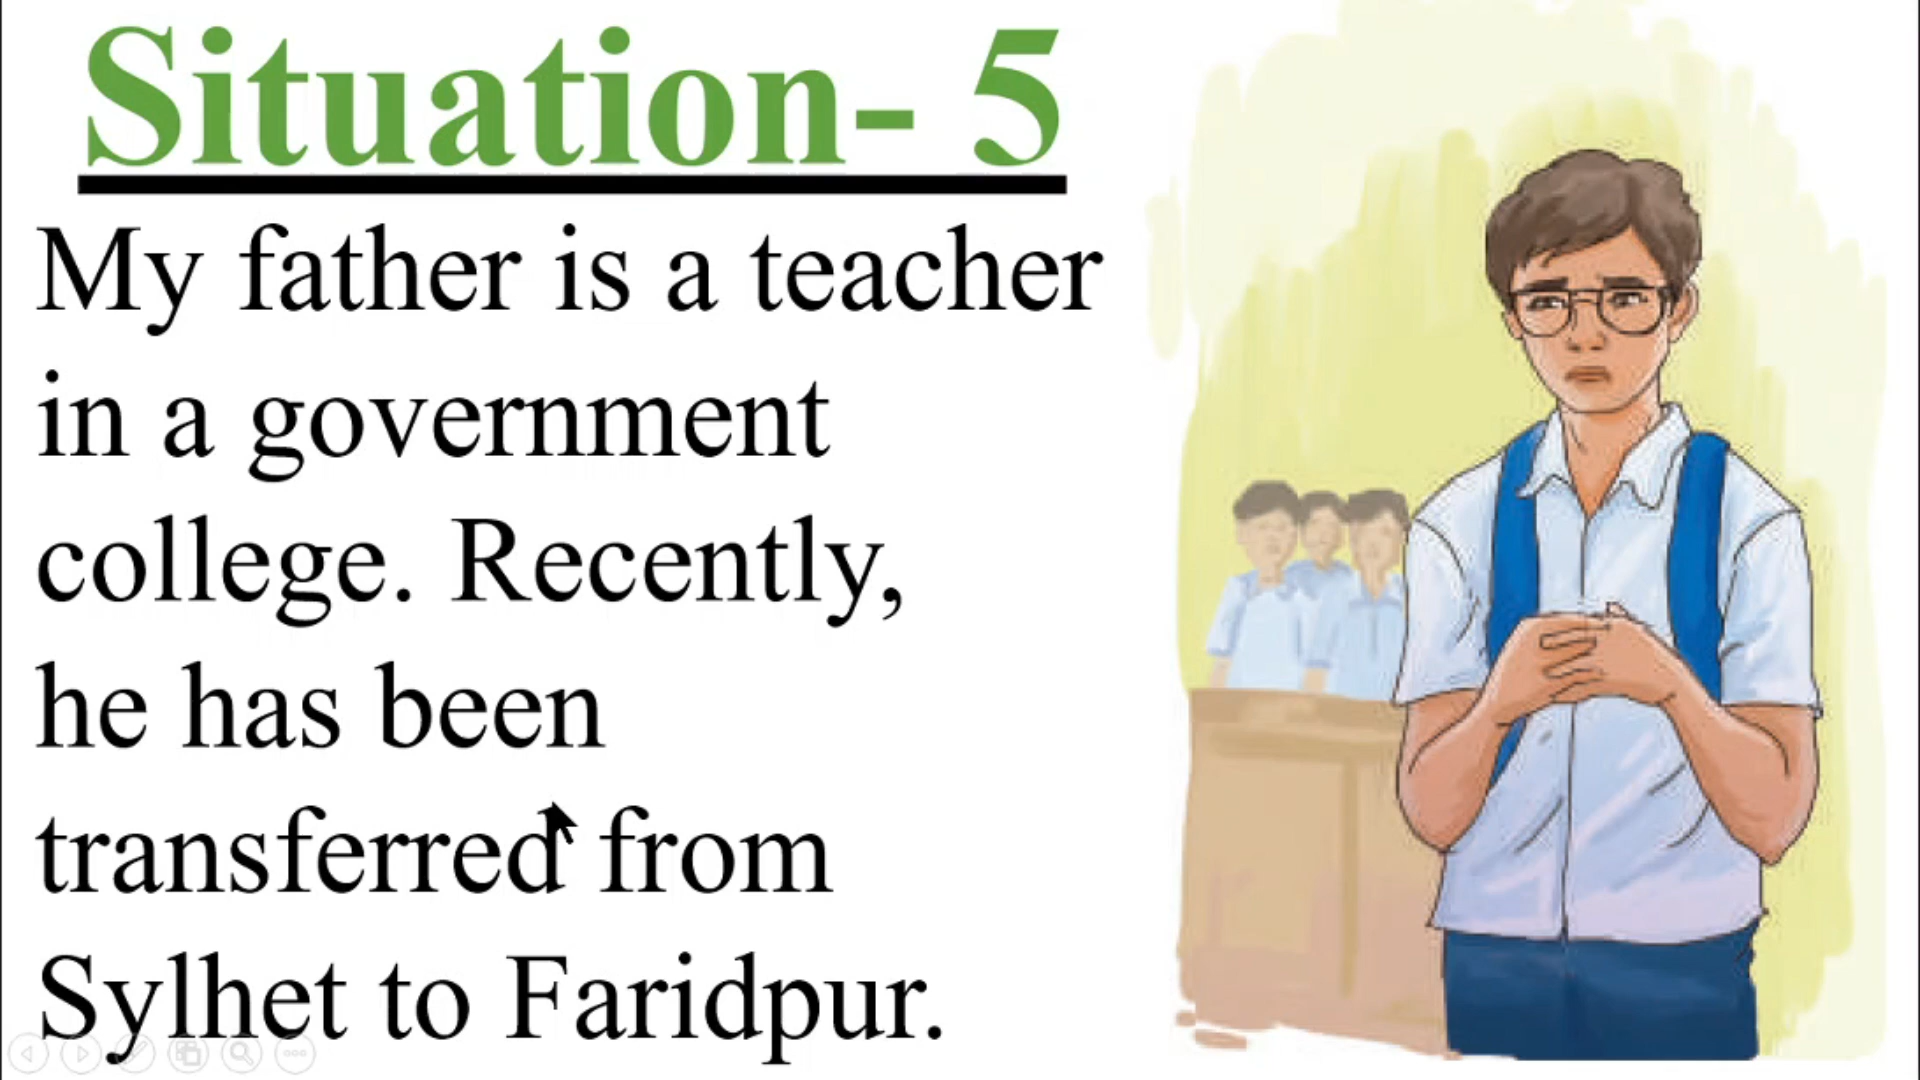 Situation- 5
My father is a teacher
in a government
college. Recently,
he has been
transferred from
Sylhet to Faridpur.